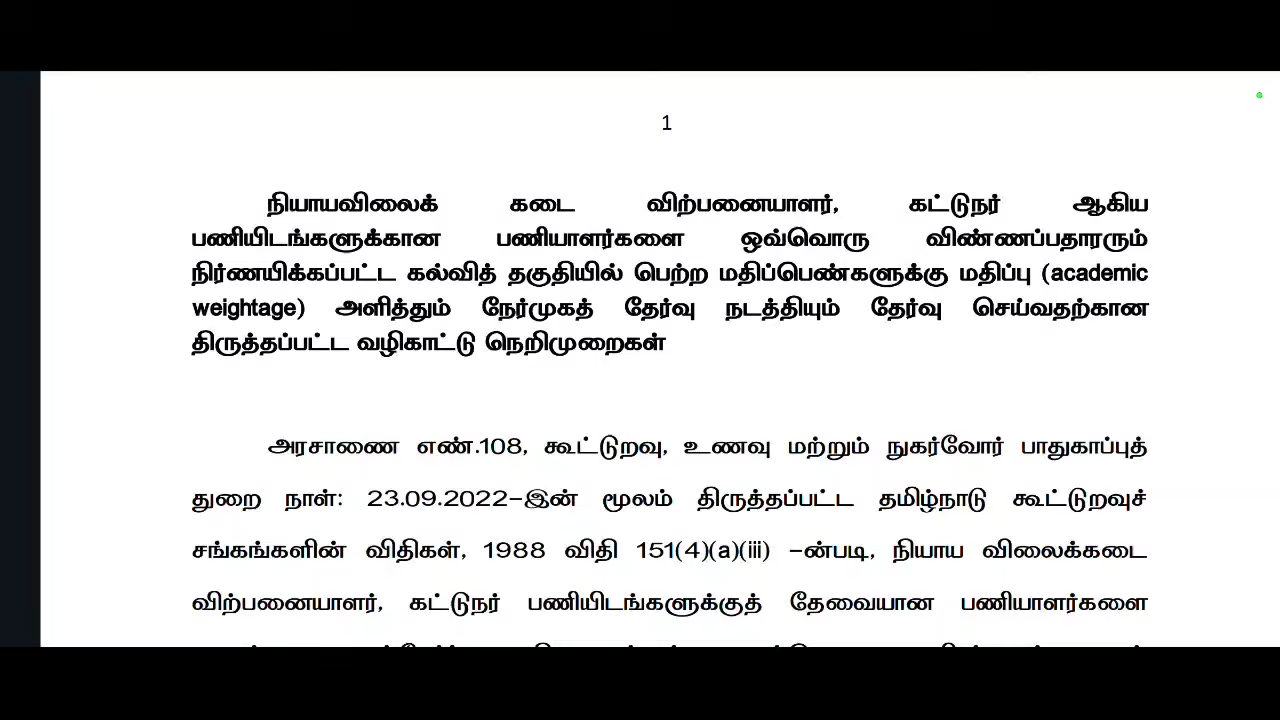 1
நியாயவிலைக் கடை விற்பனையாளர், கட்டுநர் ஆகிய
பணியிடங்களுக்கான பணியாளர்களை ஒவ்வொரு விண்ணப்பதாரரும்
நிர்ணயிக்கப்பட்ட கல்வித் தகுதியில் பெற்ற மதிப்பெண்களுக்கு மதிப்பு (academic
weightage) அளித்தும் நேர்முகத் தேர்வு நடத்தியும் தேர்வு செய்வதற்கான
திருத்தப்பட்ட வழிகாட்டு நெறிமுறைகள்
அரசாணை எண்.108, கூட்டுறவு, உணவு மற்றும் நுகர்வோர் பாதுகாப்புத்
துறை நாள்: 23.09.2022-இன் மூலம் திருத்தப்பட்ட தமிழ்நாடு கூட்டுறவுச்
சங்கங்களின் விதிகள், 1988 விதி 151(4)(a)(iii) -ன்படி, நியாய விலைக்கடை
விற்பனையாளர், கட்டுநர் பணியிடங்களுக்குத் தேவையான பணியாளர்களை